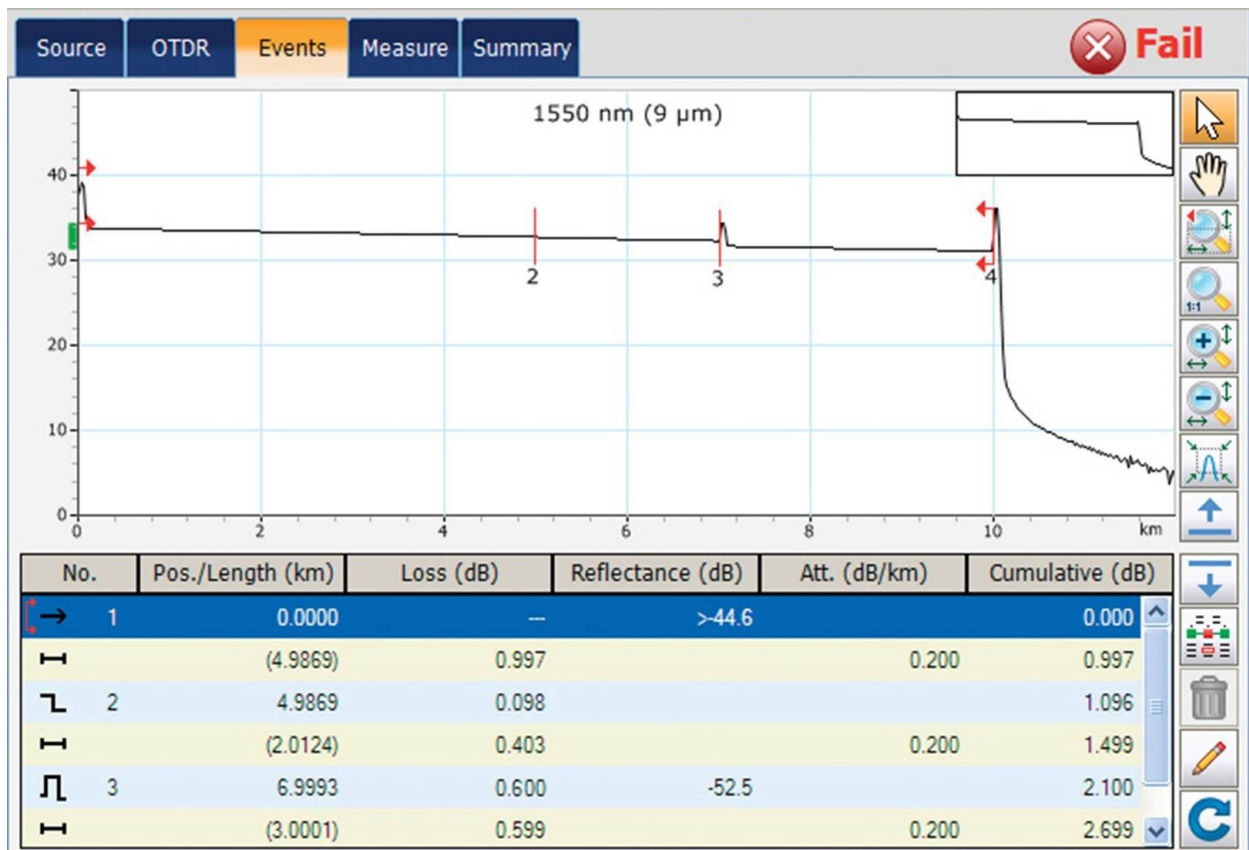 Source OTDR Events Measure Summary Fail
1550 nm (9 µm)
40
30
20
10
0
2 3 4
0 2 4 6 8 10 km
1:1
No. Pos./Length (km) Loss (dB) Reflectance (dB) Att. (dB/km) Cumulative (dB)
1 0.0000 --- >-44.6 0.000
(4.9869) 0.997 0.200 0.997
2 4.9869 0.098 1.096
(2.0124) 0.403 0.200 1.499
3 6.9993 0.600 -52.5 2.100
(3.0001) 0.599 0.200 2.699